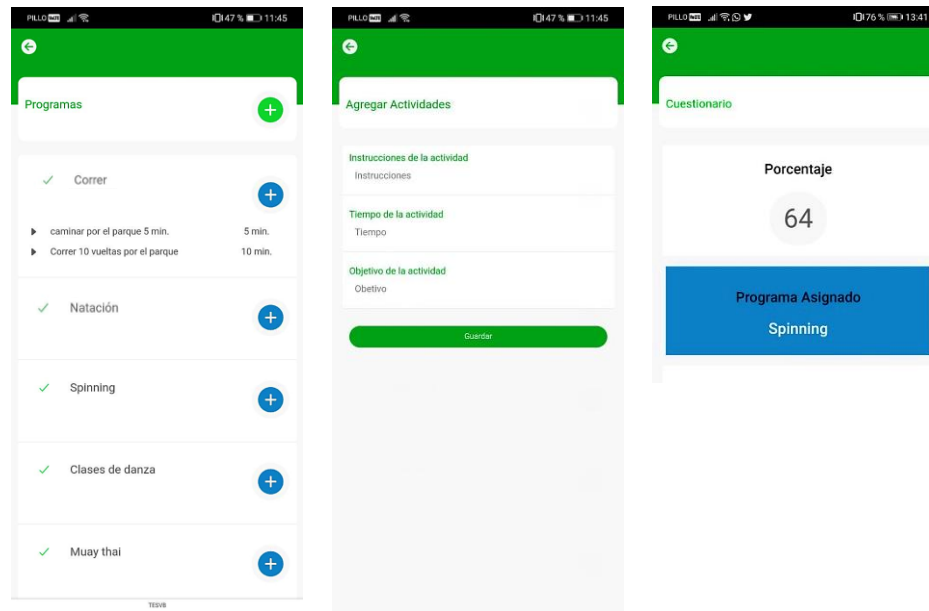 PILLO 47 % 11:45
Programas
Correr
caminar por el parque 5 min. 5 min.
Correr 10 vueltas por el parque 10 min.
Natación
Spinning
Clases de danza
Muay thai
TESVB
PILLO 47 % 11:45
Agregar Actividades
Instrucciones de la actividad
Instrucciones
Tiempo de la actividad
Tiempo
Objetivo de la actividad
Obetivo
Guardar
PILLO 76 % 13:41
Cuestionario
Porcentaje
64
Programa Asignado
Spinning